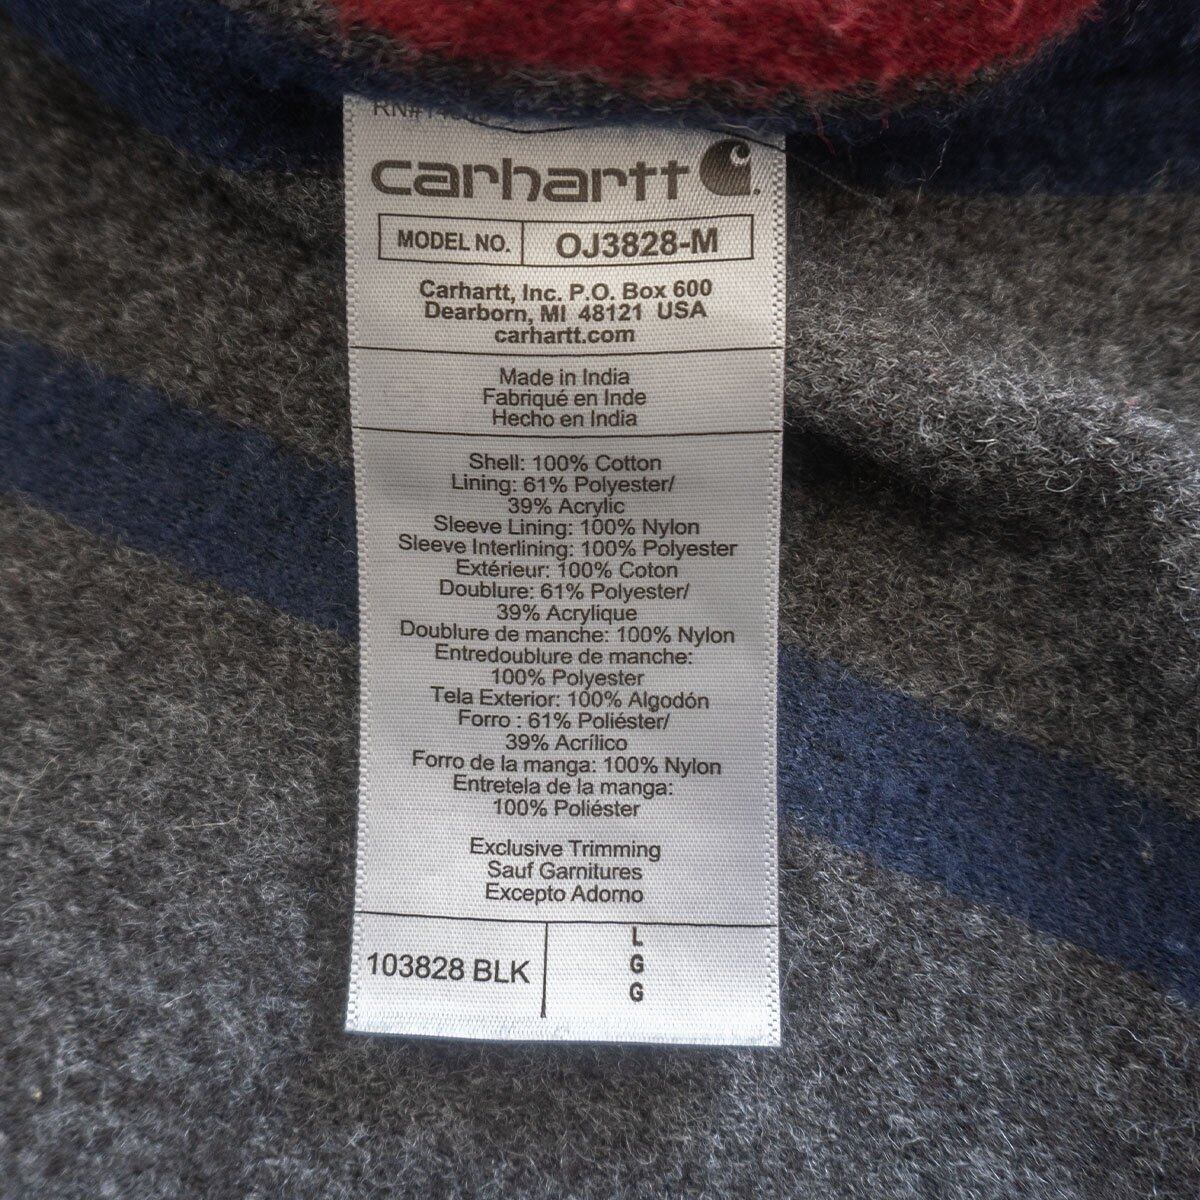 carhartt
MODEL NO. OJ3828-M
Carhartt, Inc. P.O. Box 600
Dearborn, MI 48121 USA
carhartt.com
Made in India
Fabriqué en Inde
Hecho en India
Shell: 100% Cotton
Lining: 61% Polyester/
39% Acrylic
Sleeve Lining: 100% Nylon
Sleeve Interlining: 100% Polyester
Extérieur: 100% Coton
Doublure: 61% Polyester/
39% Acrylique
Doublure de manche: 100% Nylon
Entredoublure de manche:
100% Polyester
Tela Exterior: 100% Algodón
Forro : 61% Poliéster/
39% Acrílico
Forro de la manga: 100% Nylon
Entretela de la manga:
100% Poliéster
Exclusive Trimming
Sauf Garnitures
Excepto Adorno
103828 BLK
L
G
G